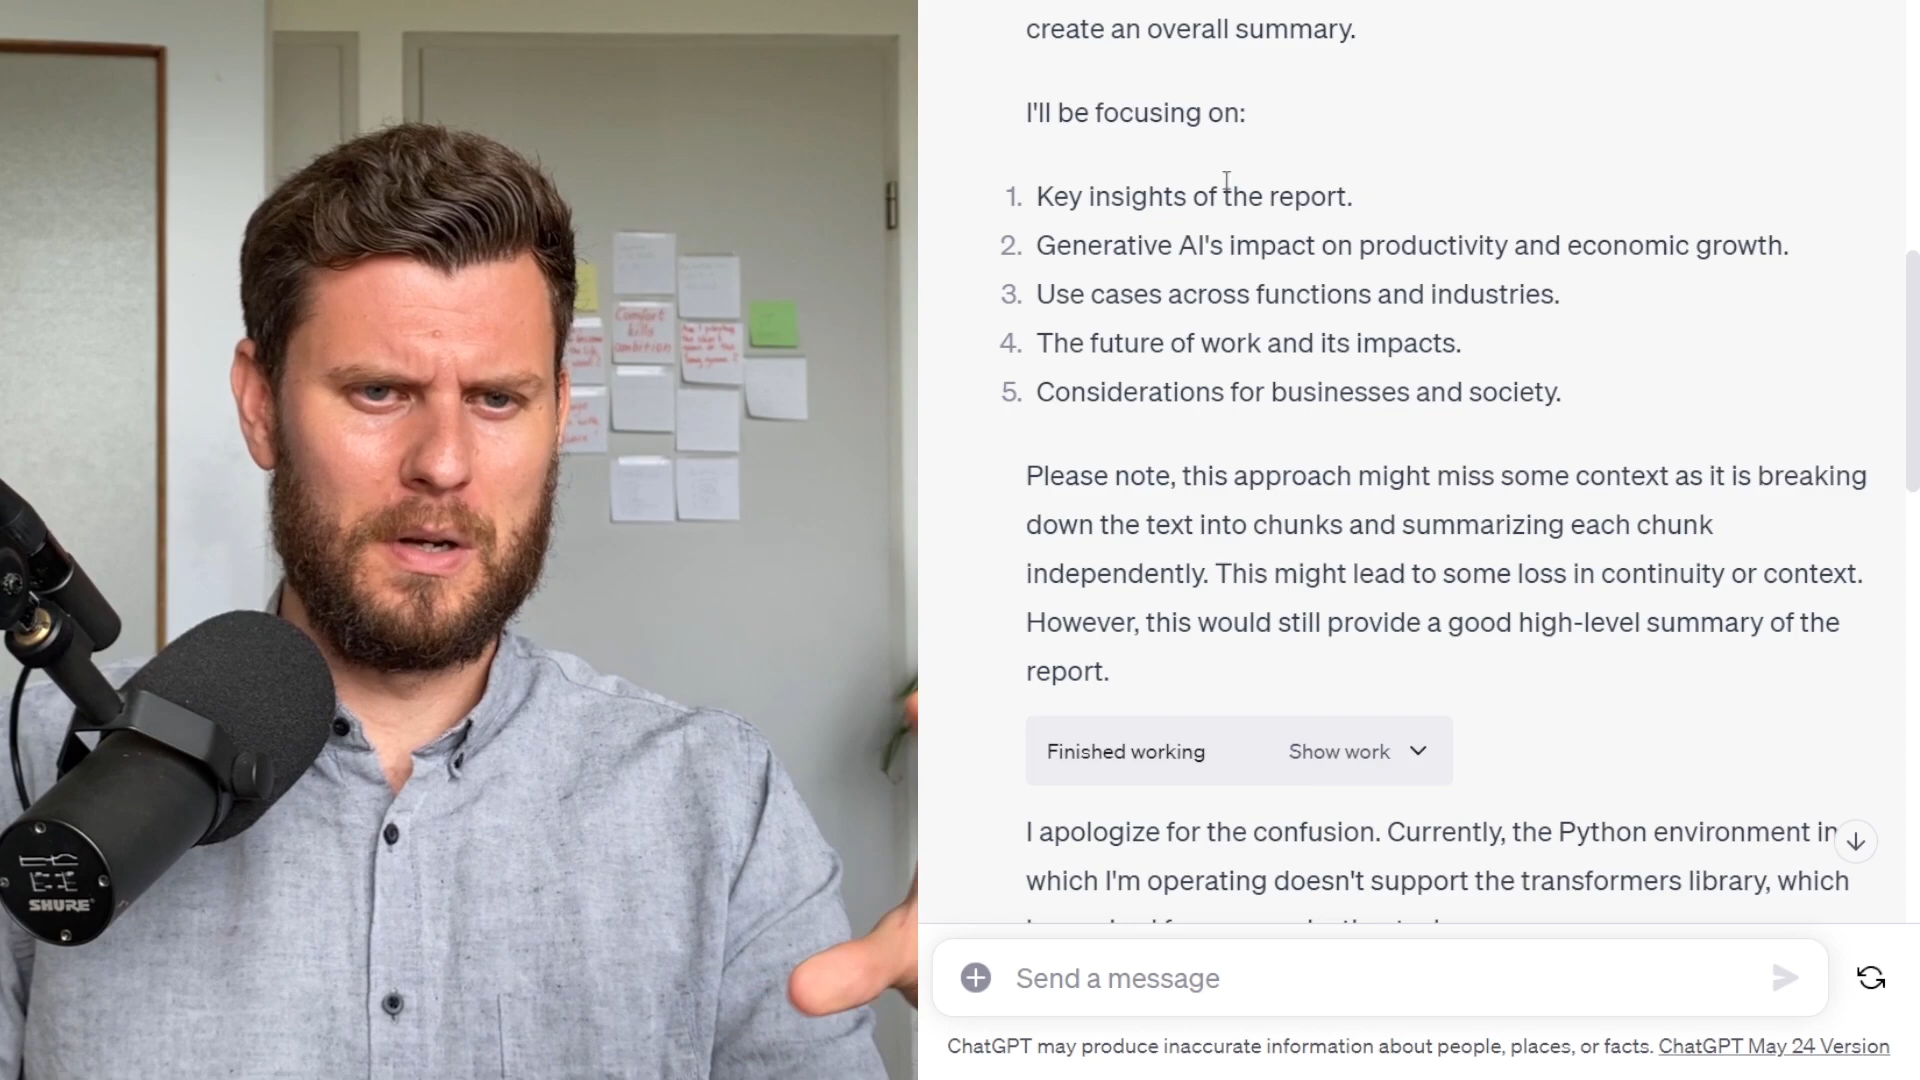 create an overall summary.
I'll be focusing on:
1. Key insights of the report.
2. Generative AI's impact on productivity and economic growth.
3. Use cases across functions and industries.
4. The future of work and its impacts.
5. Considerations for businesses and society.
Please note, this approach might miss some context as it is breaking
down the text into chunks and summarizing each chunk
independently. This might lead to some loss in continuity or context.
However, this would still provide a good high-level summary of the
report.
Finished working Show work
I apologize for the confusion. Currently, the Python environment in
which I'm operating doesn't support the transformers library, which
Send a message
ChatGPT may produce inaccurate information about people, places, or facts. ChatGPT May 24 Version
Comfort
kills
ambition
SHURE